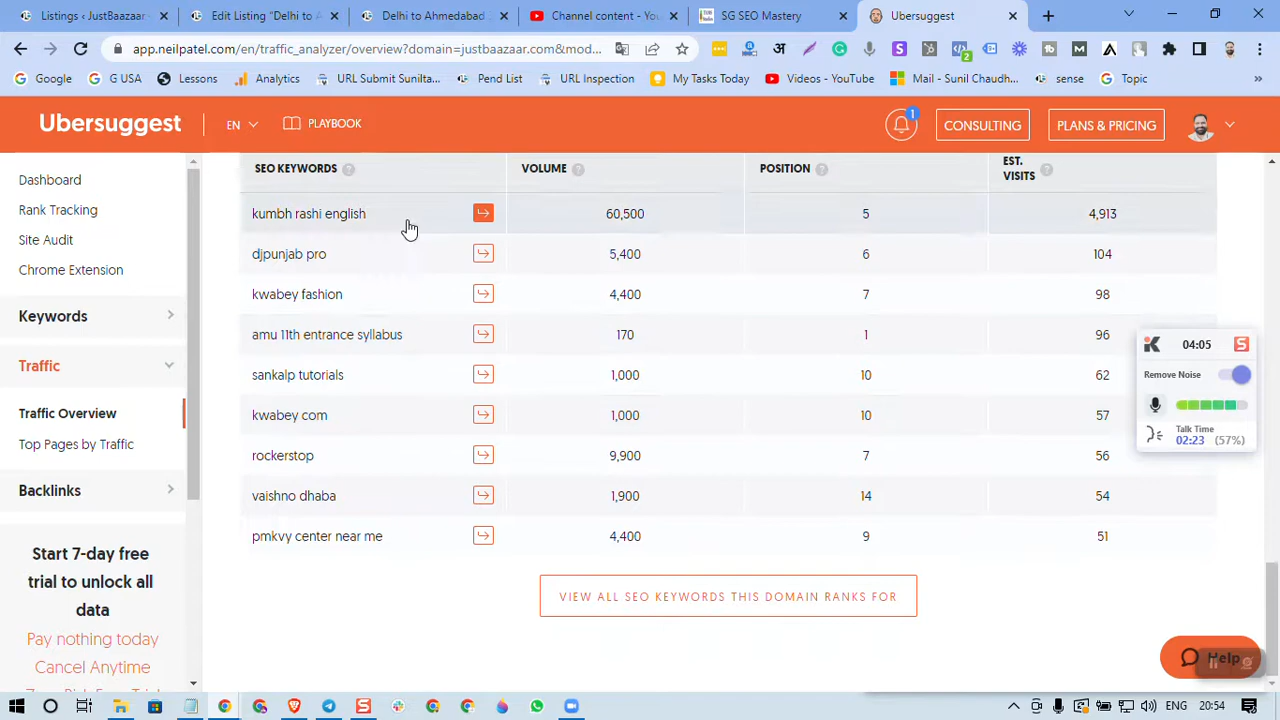 Listings ‹ JustBaazaar
Edit Listing "Delhi to A
Delhi to Ahmedabad
Channel content - You
SG SEO Mastery
Ubersuggest
app.neilpatel.com/en/traffic_analyzer/overview?domain=justbaazaar.com&mod...
Google
G USA
Lessons
Analytics
URL Submit Sunilta...
Pend List
URL Inspection
My Tasks Today
Videos - YouTube
Mail - Sunil Chaudh...
sense
Topic
»
Ubersuggest
EN
PLAYBOOK
1
CONSULTING
PLANS & PRICING
Dashboard
Rank Tracking
Site Audit
Chrome Extension
Keywords
Traffic
Traffic Overview
Top Pages by Traffic
Backlinks
Start 7-day free
trial to unlock all
data
Pay nothing today
Cancel Anytime
SEO KEYWORDS ? VOLUME ? POSITION ? EST. VISITS ?
kumbh rashi english 60,500 5 4,913
djpunjab pro 5,400 6 104
kwabey fashion 4,400 7 98
amu 11th entrance syllabus 170 1 96
sankalp tutorials 1,000 10 62
kwabey com 1,000 10 57
rockerstop 9,900 7 56
vaishno dhaba 1,900 14 54
pmkvy center near me 4,400 9 51
VIEW ALL SEO KEYWORDS THIS DOMAIN RANKS FOR
04:05
Remove Noise
Talk Time
02:23 (57%)
Help
ENG 20:54